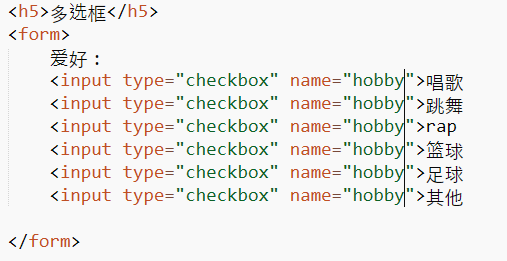 <h5>多选框</h5>
<form>
爱好：
<input type="checkbox" name="hobby">唱歌
<input type="checkbox" name="hobby">跳舞
<input type="checkbox" name="hobby">rap
<input type="checkbox" name="hobby">篮球
<input type="checkbox" name="hobby">足球
<input type="checkbox" name="hobby">其他
</form>